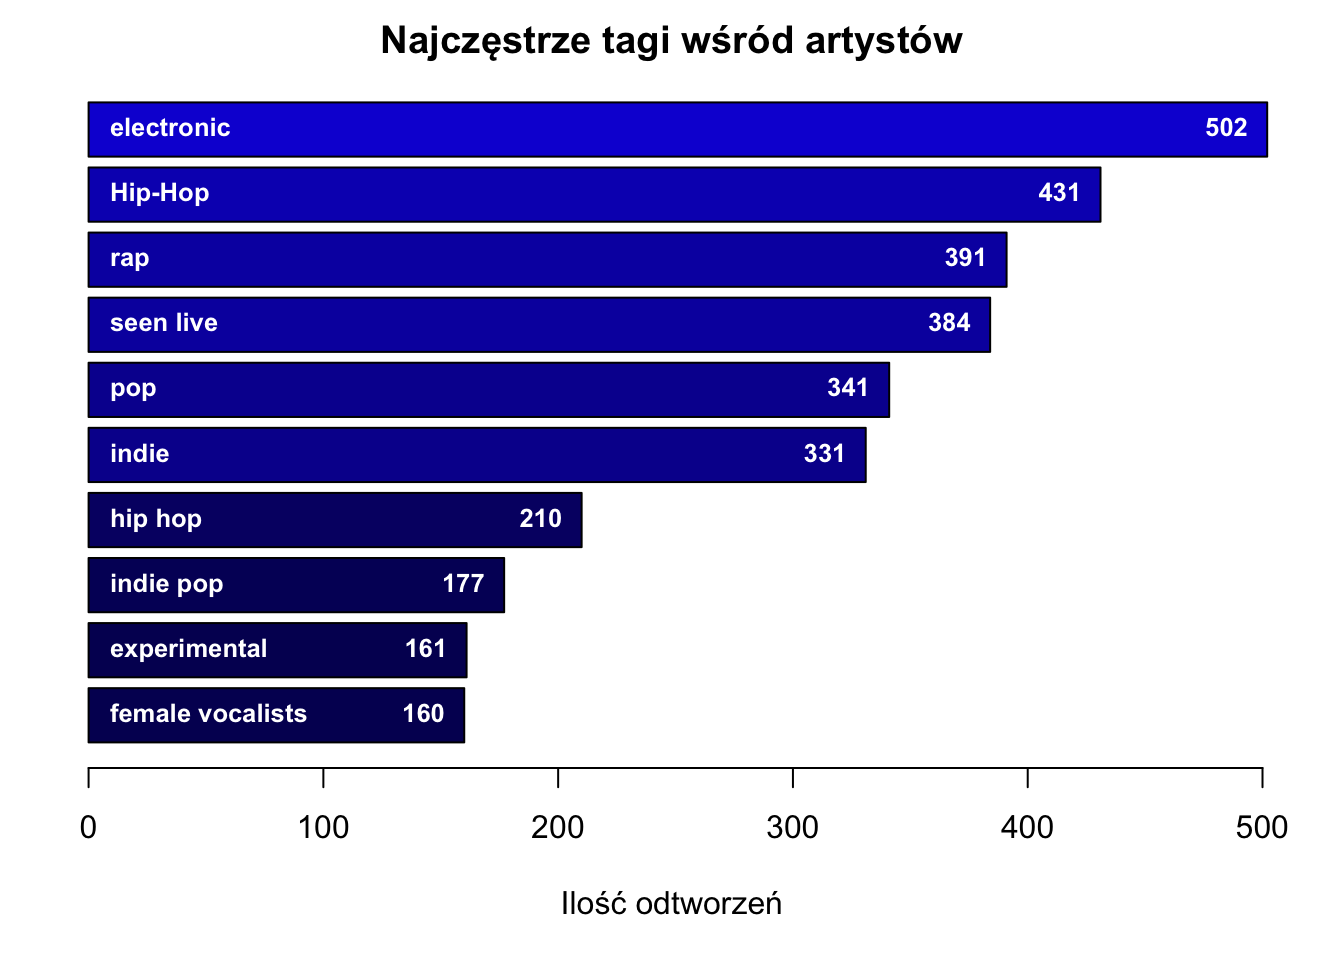 Najczęstrze tagi wśród artystów
electronic 502
Hip-Hop 431
rap 391
seen live 384
pop 341
indie 331
hip hop 210
indie pop 177
experimental 161
female vocalists 160
0 100 200 300 400 500
Ilość odtworzeń